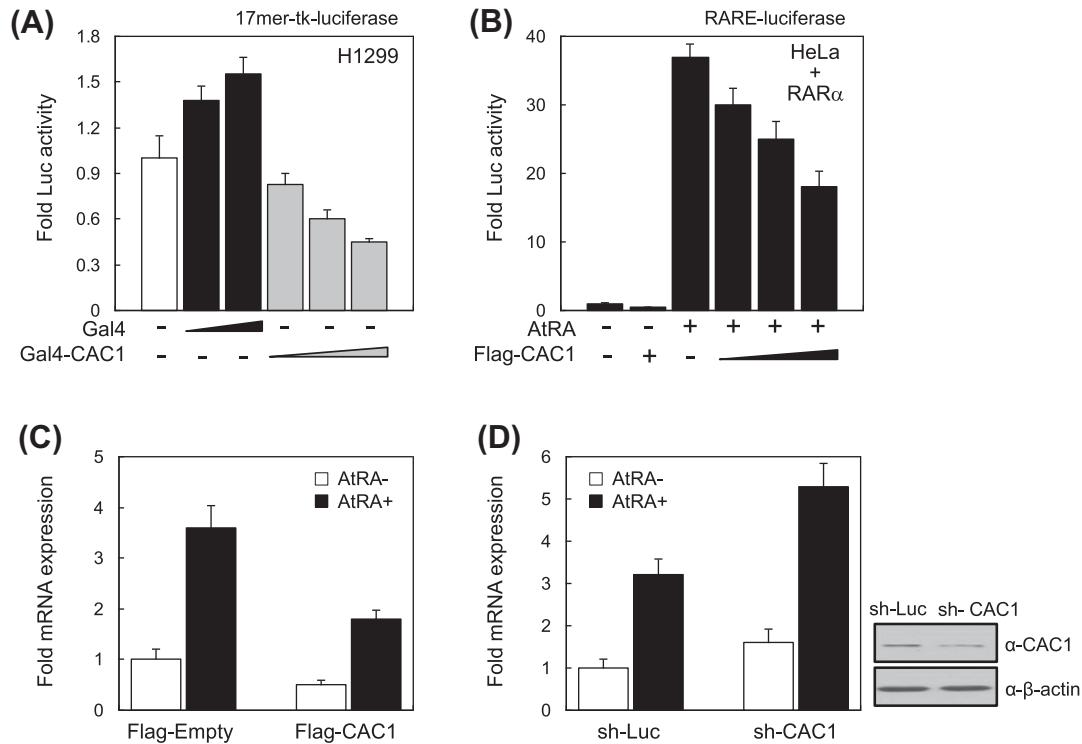 (A)
17mer-tk-luciferase
H1299
Fold Luc activity
1.8
1.5
1.2
0.9
0.6
0.3
0
Gal4 - - - -
Gal4-CAC1 - - -
(B)
RARE-luciferase
HeLa
+
RARα
Fold Luc activity
40
30
20
10
0
AtRA - - + + + +
Flag-CAC1 - + -
(C)
AtRA-
AtRA+
Fold mRNA expression
5
4
3
2
1
0
Flag-Empty Flag-CAC1
(D)
AtRA-
AtRA+
Fold mRNA expression
6
5
4
3
2
1
0
sh-Luc sh-CAC1
sh-Luc sh- CAC1
α-CAC1
α-β-actin